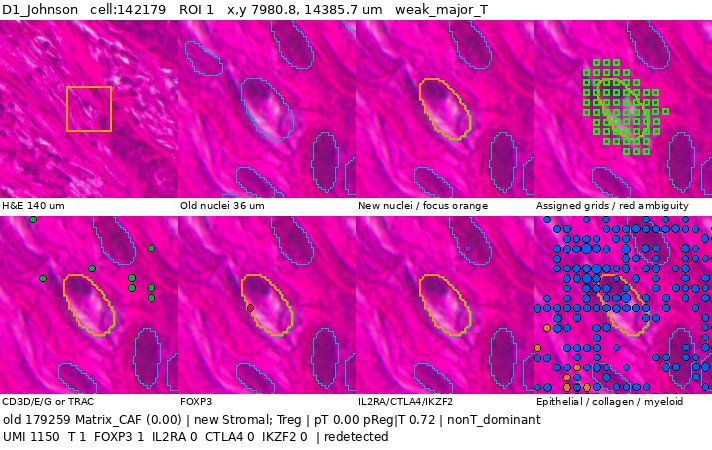 D1_Johnson cell:142179 ROI 1 x,y 7980.8, 14385.7 um weak_major_T
H&E 140 um
Old nuclei 36 um
New nuclei / focus orange
Assigned grids / red ambiguity
CD3D/E/G or TRAC
FOXP3
IL2RA/CTLA4/IKZF2
Epithelial / collagen / myeloid
old 179259 Matrix_CAF (0.00) | new Stromal; Treg | pT 0.00 pReg|T 0.72 | nonT_dominant
UMI 1150 T 1 FOXP3 1 IL2RA 0 CTLA4 0 IKZF2 0 | redetected